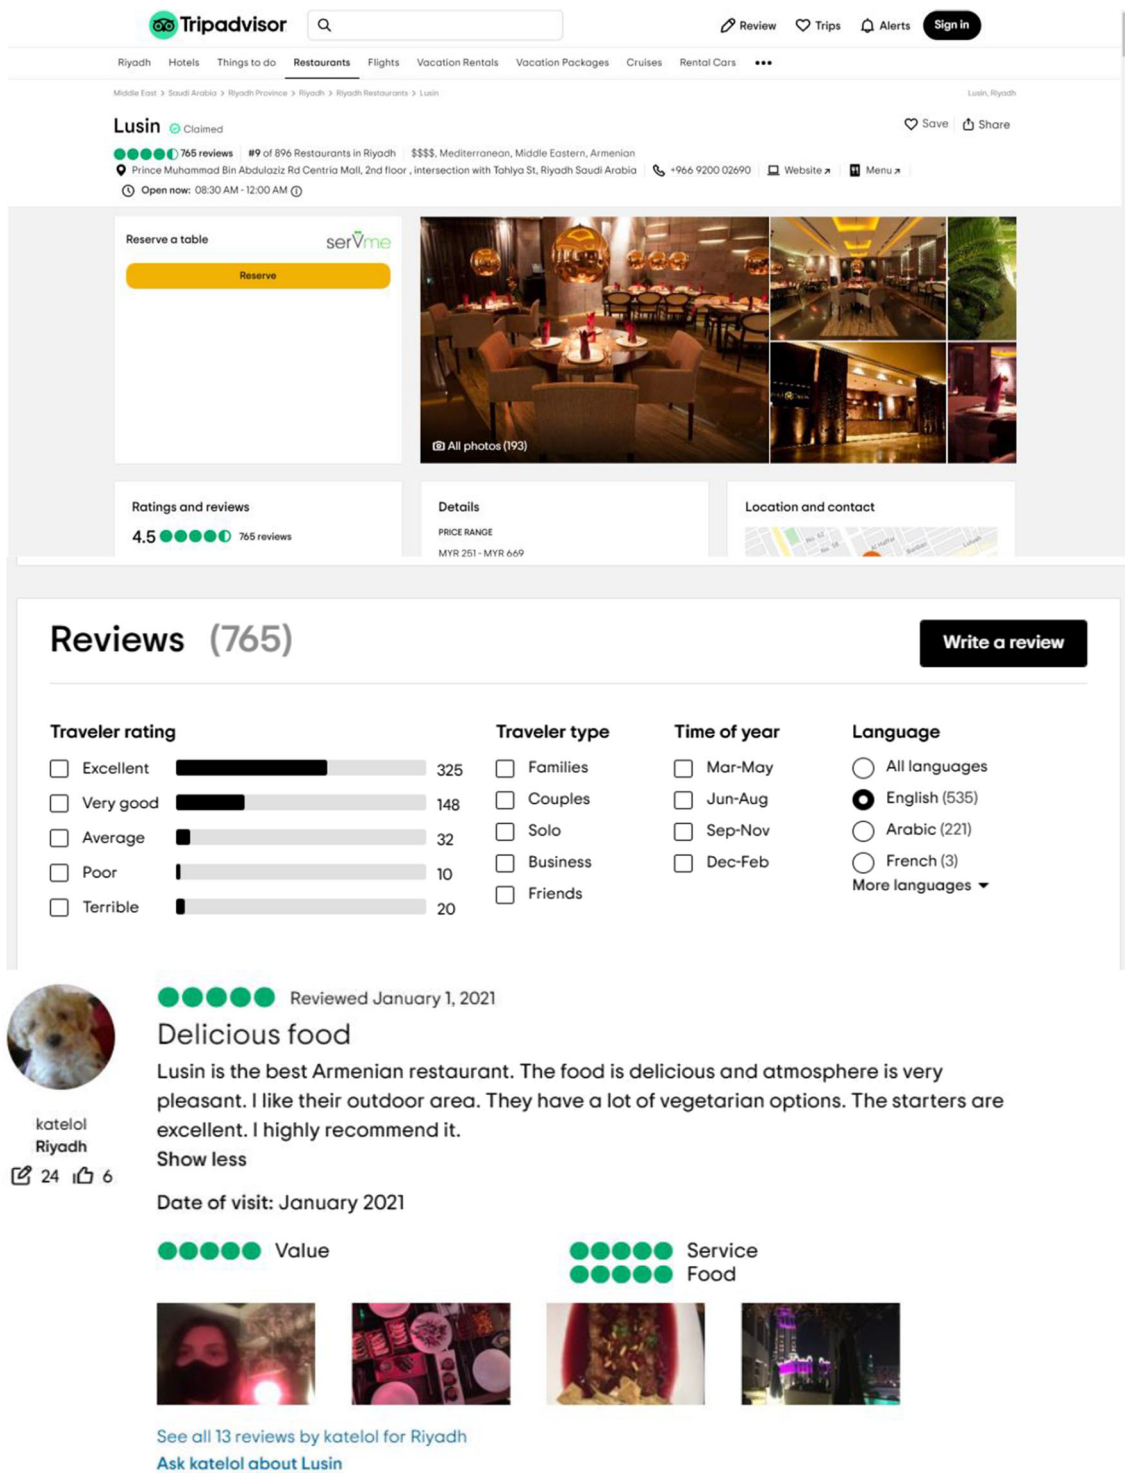 Tripadvisor
Review Trips Alerts Sign in
Riyadh Hotels Things to do Restaurants Flights Vacation Rentals Vacation Packages Cruises Rental Cars •••
Middle East > Saudi Arabia > Riyadh Province > Riyadh > Riyadh Restaurants > Lusin
Lusin, Riyadh
Lusin Claimed
Save Share
765 reviews #9 of 896 Restaurants in Riyadh $$$$, Mediterranean, Middle Eastern, Armenian
Prince Muhammad Bin Abdulaziz Rd Centria Mall, 2nd floor , intersection with Tahlya St, Riyadh Saudi Arabia +966 9200 02690 Website Menu
Open now: 08:30 AM - 12:00 AM
Reserve a table
serVme
Reserve
All photos (193)
Ratings and reviews
4.5 765 reviews
Details
PRICE RANGE
MYR 251 - MYR 669
Location and contact
Reviews (765)
Write a review
Traveler rating
Excellent 325
Very good 148
Average 32
Poor 10
Terrible 20
Traveler type
Families
Couples
Solo
Business
Friends
Time of year
Mar-May
Jun-Aug
Sep-Nov
Dec-Feb
Language
All languages
English (535)
Arabic (221)
French (3)
More languages
katelol
Riyadh
24 6
Reviewed January 1, 2021
Delicious food
Lusin is the best Armenian restaurant. The food is delicious and atmosphere is very
pleasant. I like their outdoor area. They have a lot of vegetarian options. The starters are
excellent. I highly recommend it.
Show less
Date of visit: January 2021
Value
Service
Food
See all 13 reviews by katelol for Riyadh
Ask katelol about Lusin